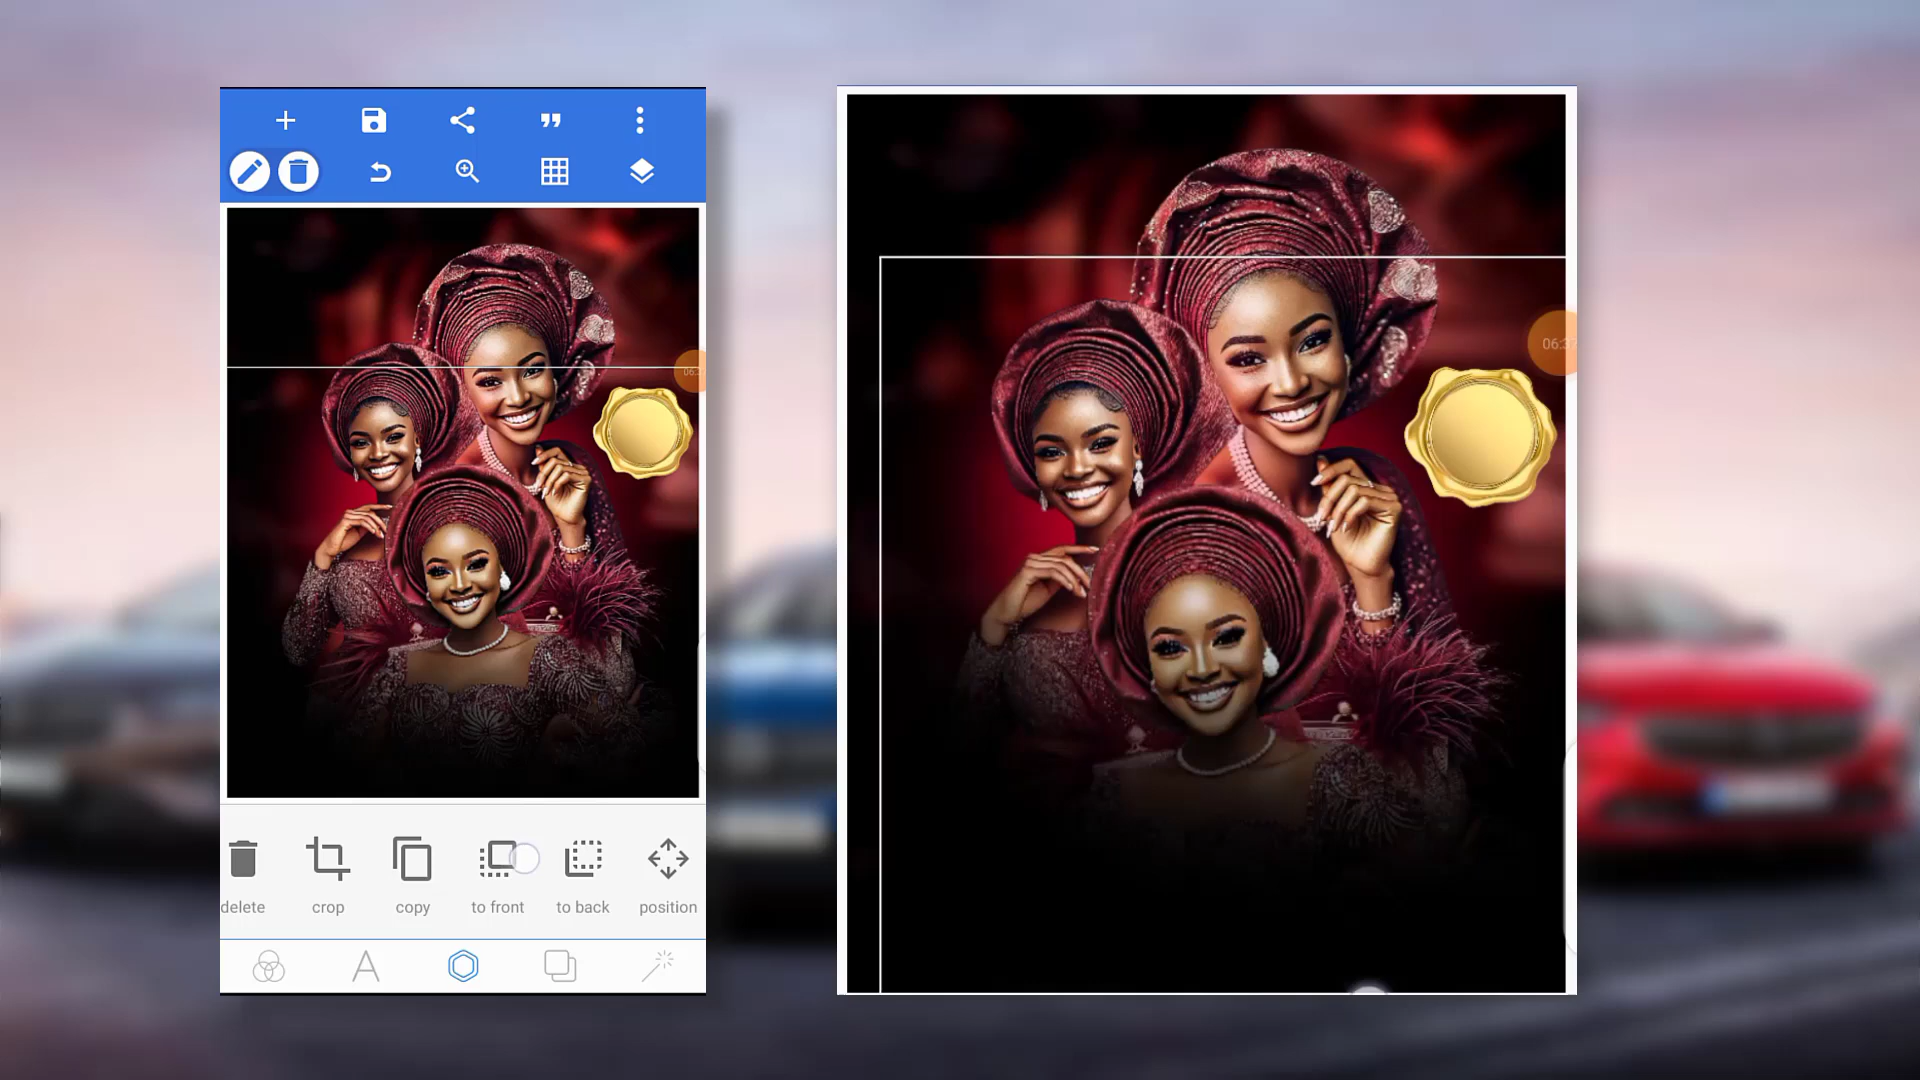 delete
crop
copy
to front
to back
position